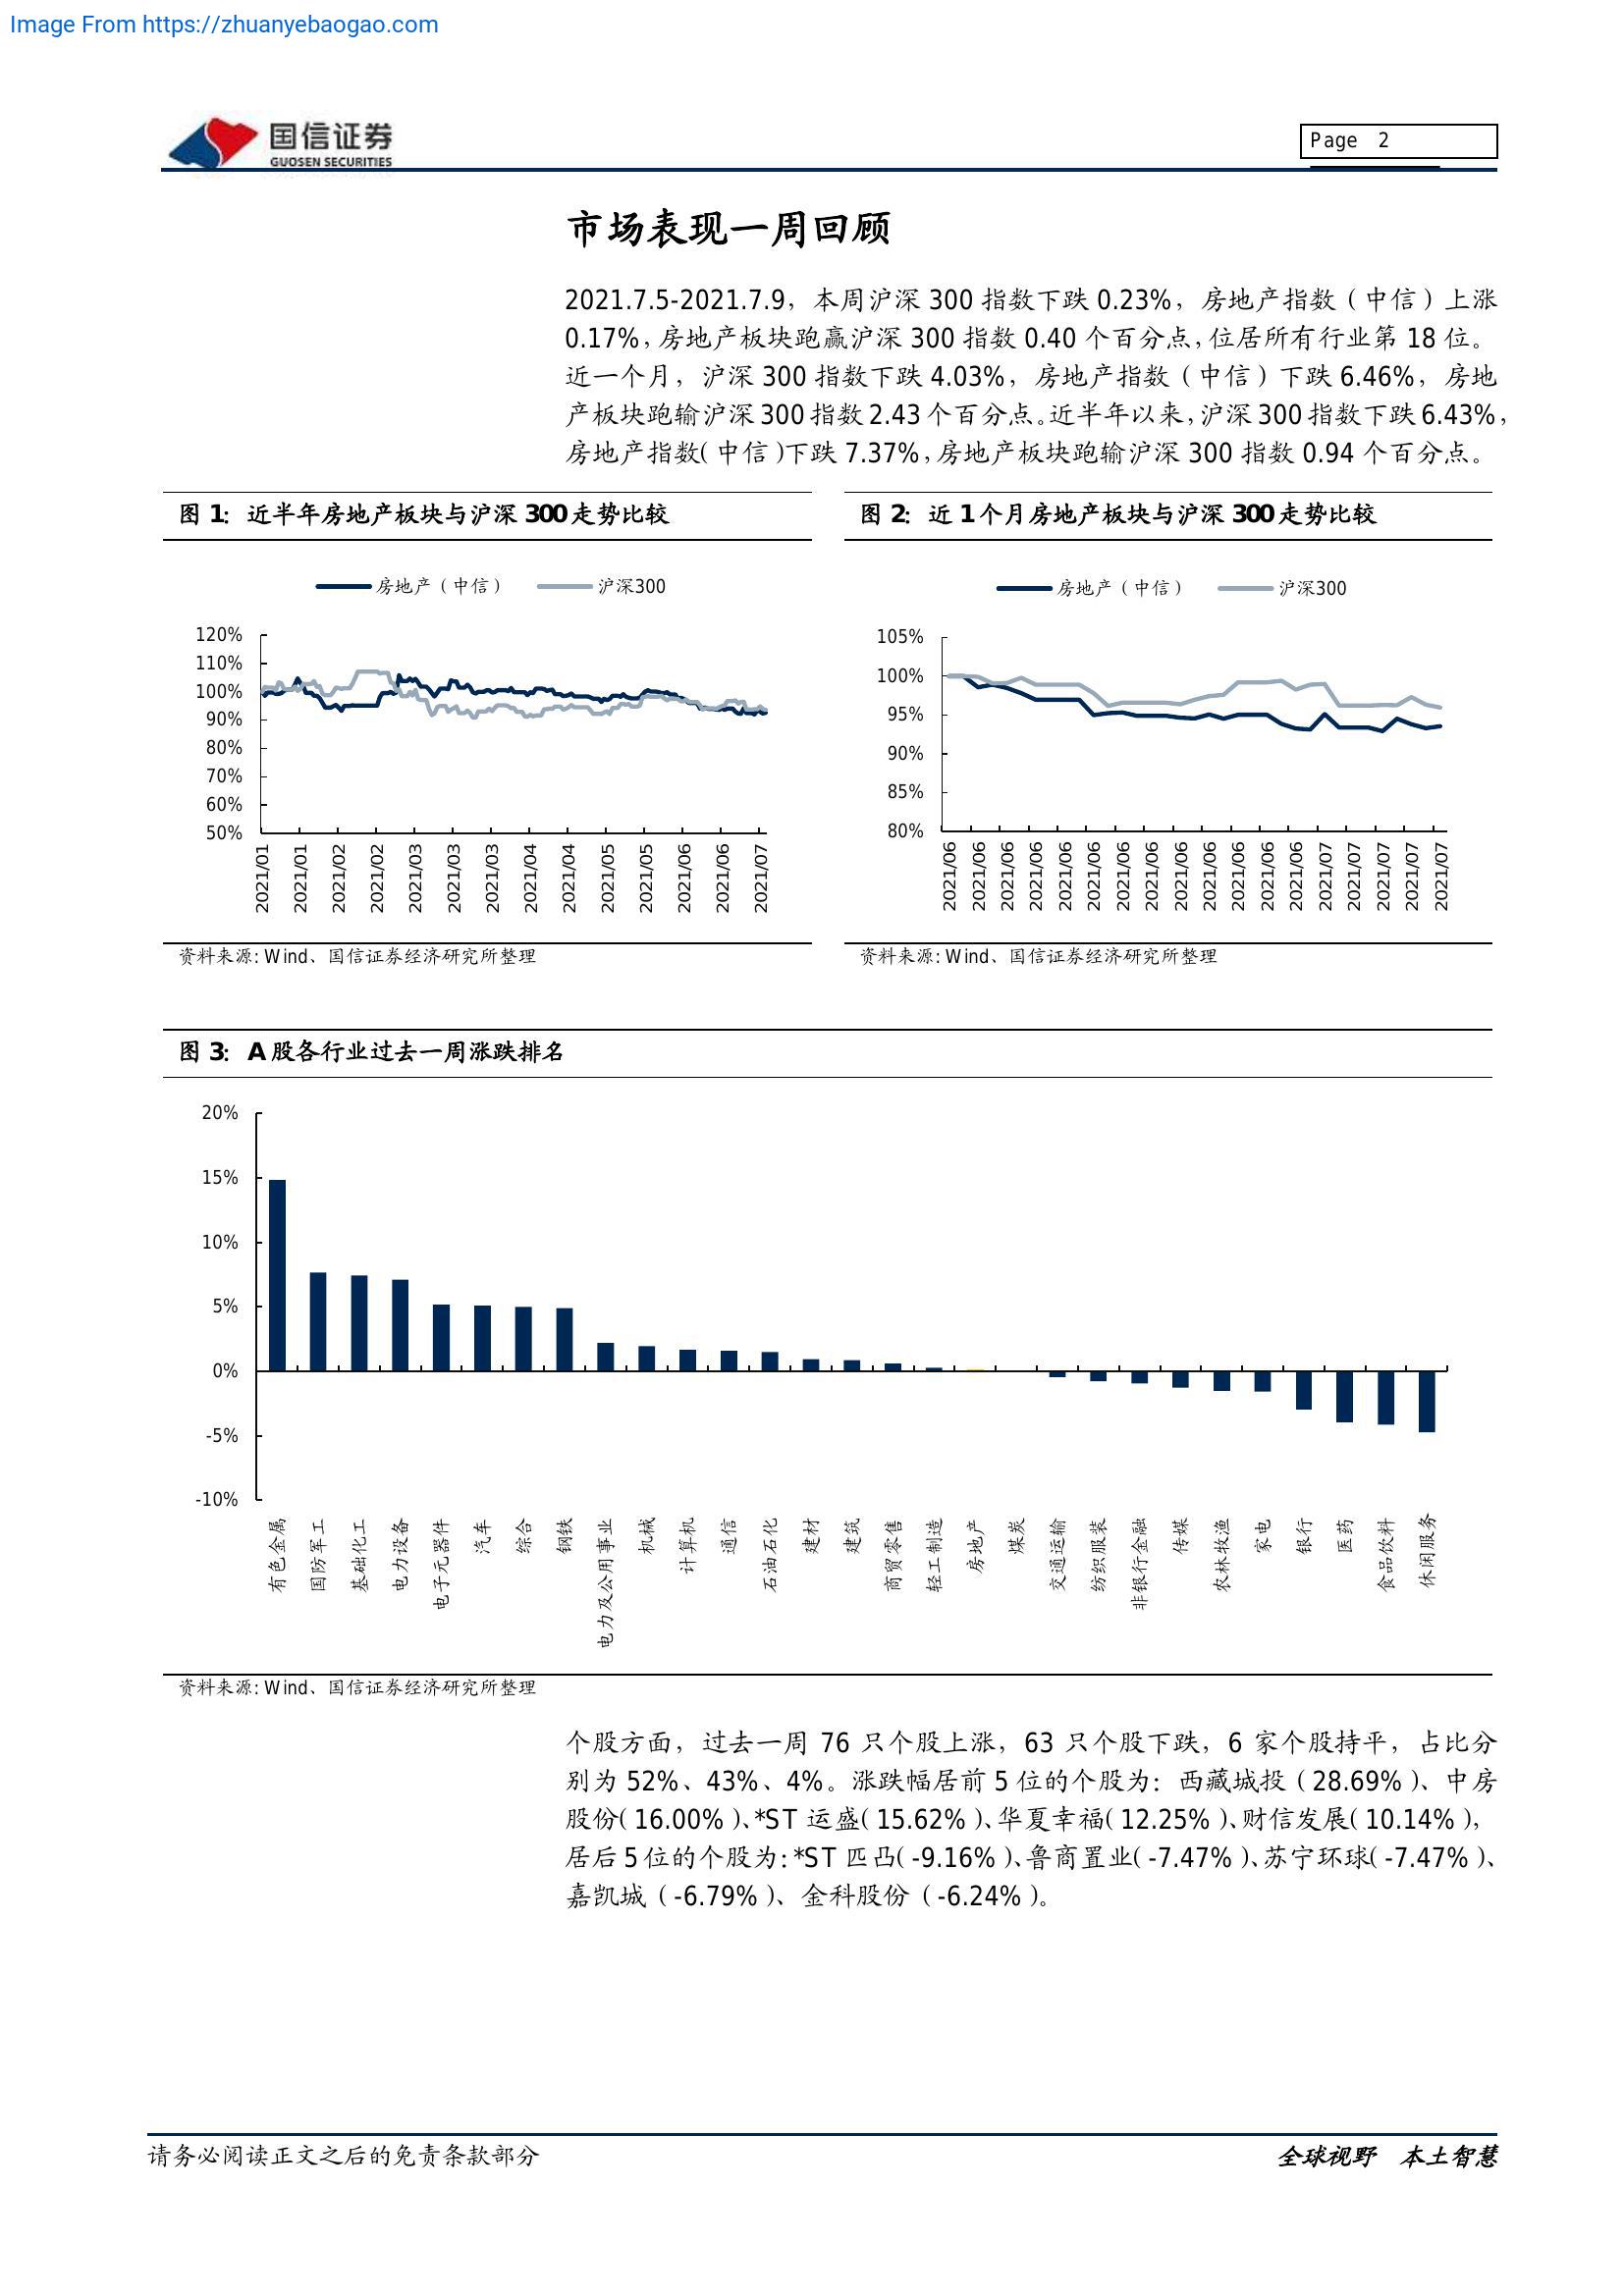 Image From https://zhuanyebaogao.com
国信证券
GUOSEN SECURITIES
Page 2
市场表现一周回顾
2021.7.5-2021.7.9，本周沪深 300 指数下跌 0.23%，房地产指数（中信）上涨
0.17%，房地产板块跑赢沪深 300 指数 0.40 个百分点，位居所有行业第 18 位。
近一个月，沪深 300 指数下跌 4.03%，房地产指数（中信）下跌 6.46%，房地
产板块跑输沪深 300 指数 2.43 个百分点。近半年以来，沪深 300 指数下跌 6.43%，
房地产指数（中信）下跌 7.37%，房地产板块跑输沪深 300 指数 0.94 个百分点。
图 1：近半年房地产板块与沪深 300 走势比较
房地产（中信）
沪深300
120%
110%
100%
90%
80%
70%
60%
50%
2021/01
2021/01
2021/02
2021/02
2021/03
2021/03
2021/03
2021/04
2021/04
2021/05
2021/05
2021/06
2021/06
2021/07
资料来源：Wind、国信证券经济研究所整理
图 2：近 1 个月房地产板块与沪深 300 走势比较
房地产（中信）
沪深300
105%
100%
95%
90%
85%
80%
2021/06
2021/06
2021/06
2021/06
2021/06
2021/06
2021/06
2021/06
2021/06
2021/06
2021/06
2021/06
2021/06
2021/07
2021/07
2021/07
2021/07
2021/07
资料来源：Wind、国信证券经济研究所整理
图 3：A 股各行业过去一周涨跌排名
20%
15%
10%
5%
0%
-5%
-10%
有色金属
国防军工
基础化工
电力设备
电子元器件
汽车
综合
钢铁
电力及公用事业
机械
计算机
通信
石油石化
建材
建筑
商贸零售
轻工制造
房地产
煤炭
交通运输
纺织服装
非银行金融
传媒
农林牧渔
家电
银行
医药
食品饮料
休闲服务
资料来源：Wind、国信证券经济研究所整理
个股方面，过去一周 76 只个股上涨，63 只个股下跌，6 家个股持平，占比分
别为 52%、43%、4%。涨跌幅居前 5 位的个股为：西藏城投（28.69%）、中房
股份（16.00%）、*ST 运盛（15.62%）、华夏幸福（12.25%）、财信发展（10.14%），
居后 5 位的个股为：*ST 匹凸（-9.16%）、鲁商置业（-7.47%）、苏宁环球（-7.47%）、
嘉凯城（-6.79%）、金科股份（-6.24%）。
请务必阅读正文之后的免责条款部分
全球视野 本土智慧